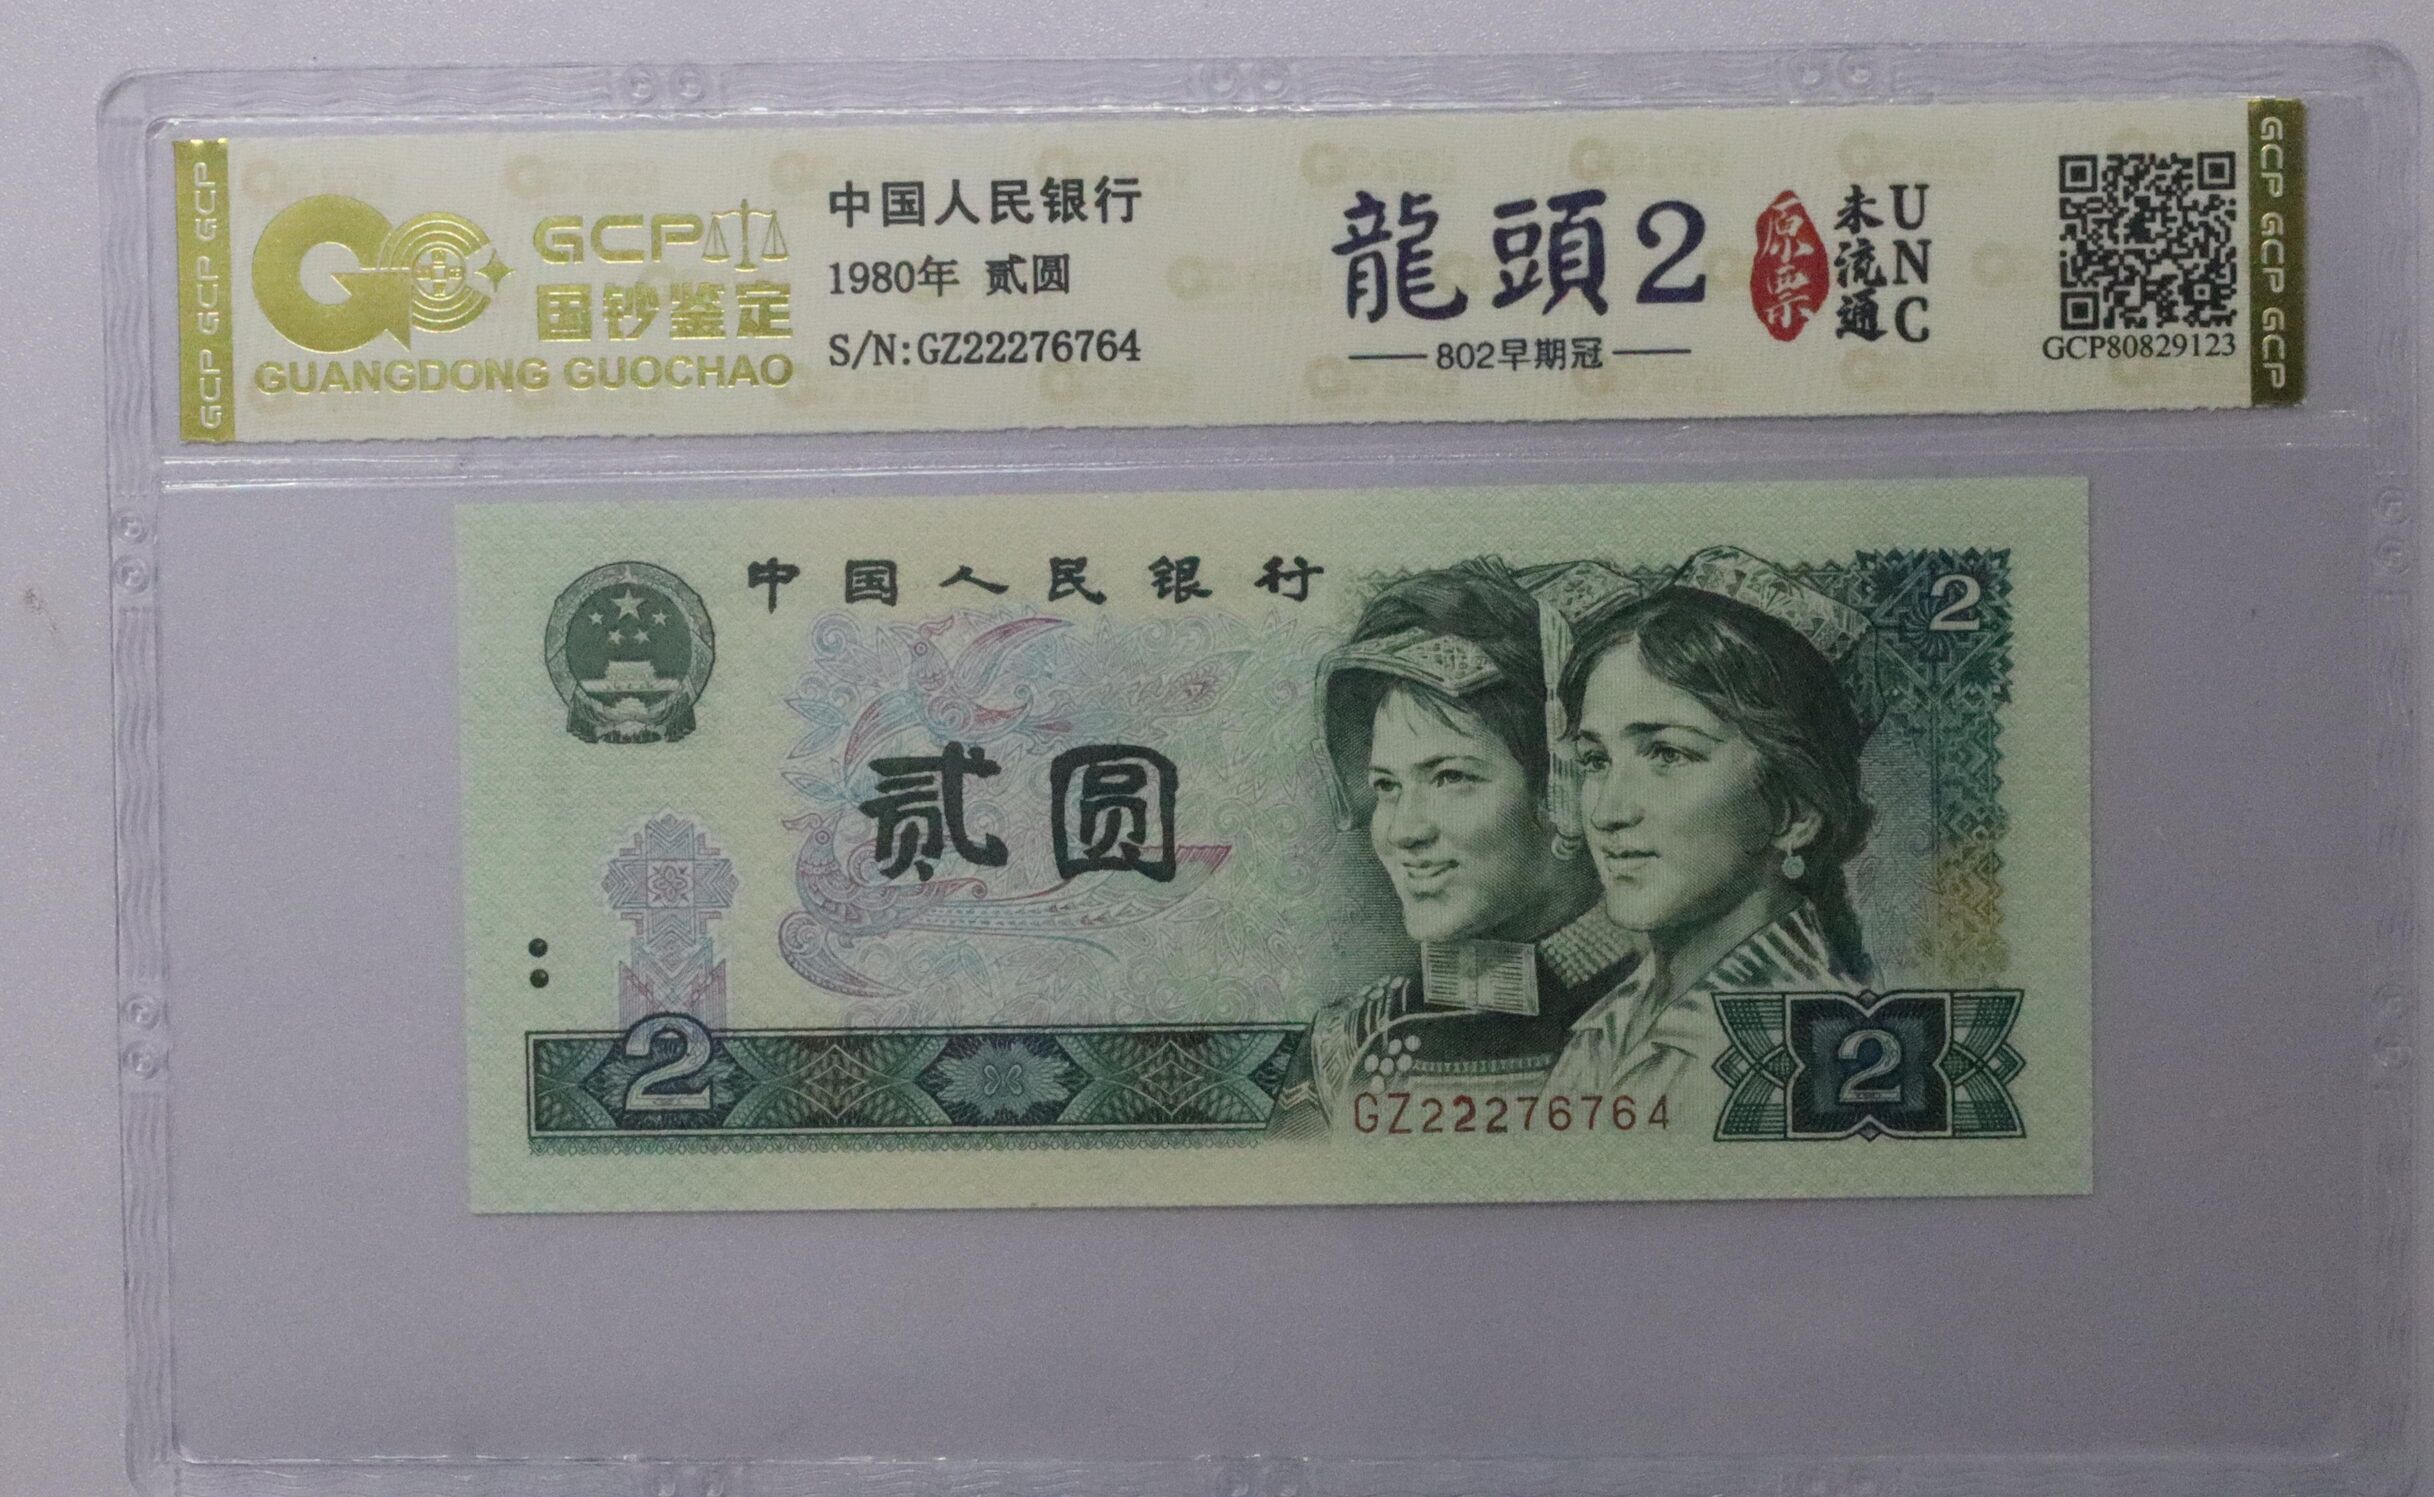 GCP GCP GCP
GCP
国钞鉴定
GUANGDONG GUOCHAO
中国人民银行
1980年 贰圆
S/N:GZ22276764
龍頭2
802早期冠
原票
未流通
UNC
GCP80829123
GCP GCP GCP
中国人民银行
2
贰圆
2
GZ22276764
2